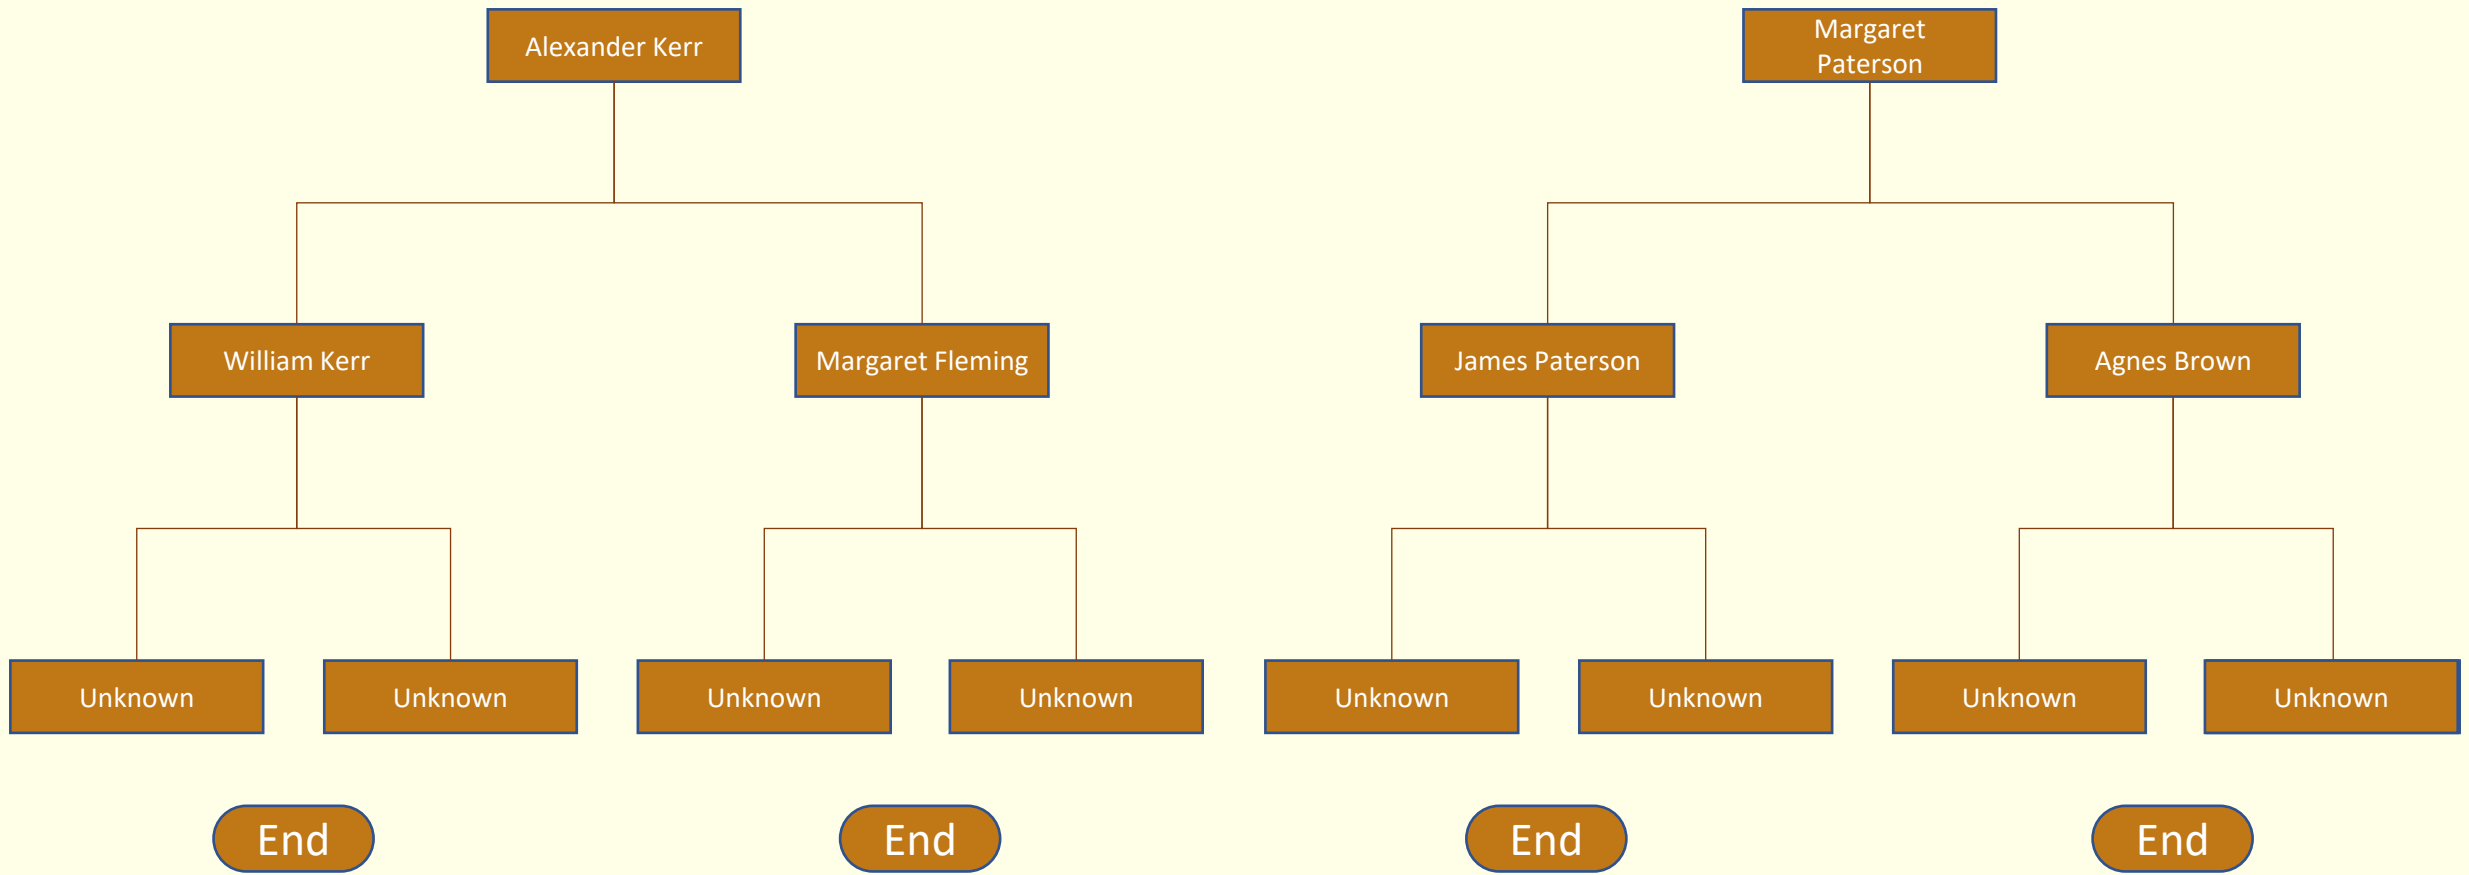 Alexander Kerr
Margaret
Paterson
William Kerr
Margaret Fleming
James Paterson
Agnes Brown
Unknown
Unknown
Unknown
Unknown
Unknown
Unknown
Unknown
Unknown
End
End
End
End